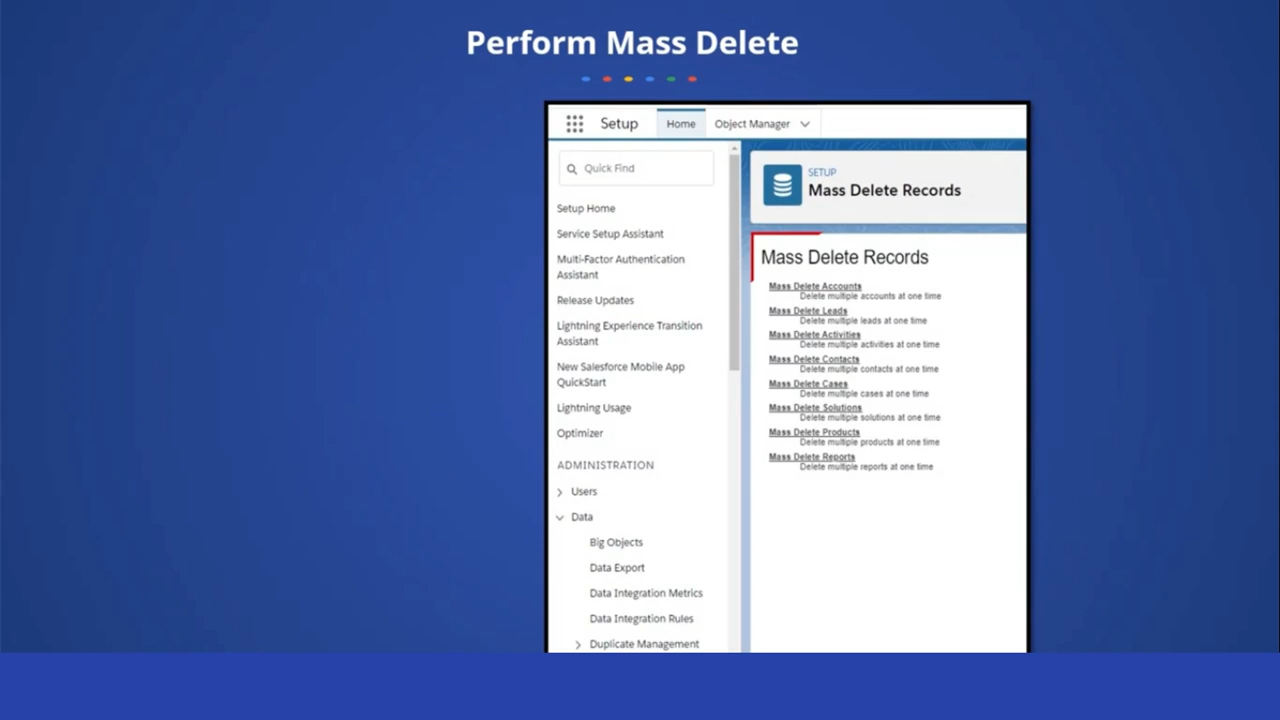 Perform Mass Delete
Setup
Home
Object Manager
Quick Find
Setup Home
Service Setup Assistant
Multi-Factor Authentication
Assistant
Release Updates
Lightning Experience Transition
Assistant
New Salesforce Mobile App
QuickStart
Lightning Usage
Optimizer
ADMINISTRATION
Users
Data
Big Objects
Data Export
Data Integration Metrics
Data Integration Rules
Duplicate Management
SETUP
Mass Delete Records
Mass Delete Records
Mass Delete Accounts
Delete multiple accounts at one time
Mass Delete Leads
Delete multiple leads at one time
Mass Delete Activities
Delete multiple activities at one time
Mass Delete Contacts
Delete multiple contacts at one time
Mass Delete Cases
Delete multiple cases at one time
Mass Delete Solutions
Delete multiple solutions at one time
Mass Delete Products
Delete multiple products at one time
Mass Delete Reports
Delete multiple reports at one time